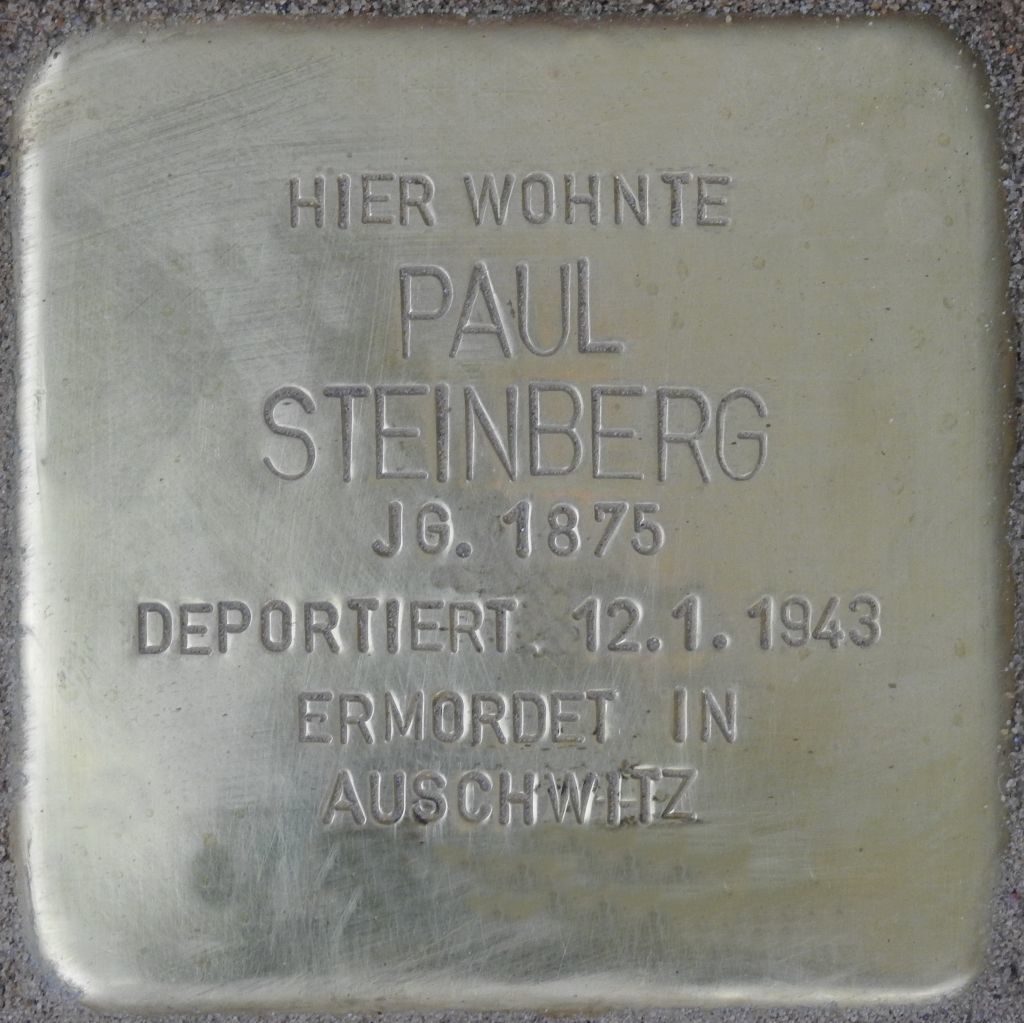 HIER WOHNTE
PAUL
STEINBERG
JG. 1875
DEPORTIERT 12.1.1943
ERMORDET IN
AUSCHWITZ